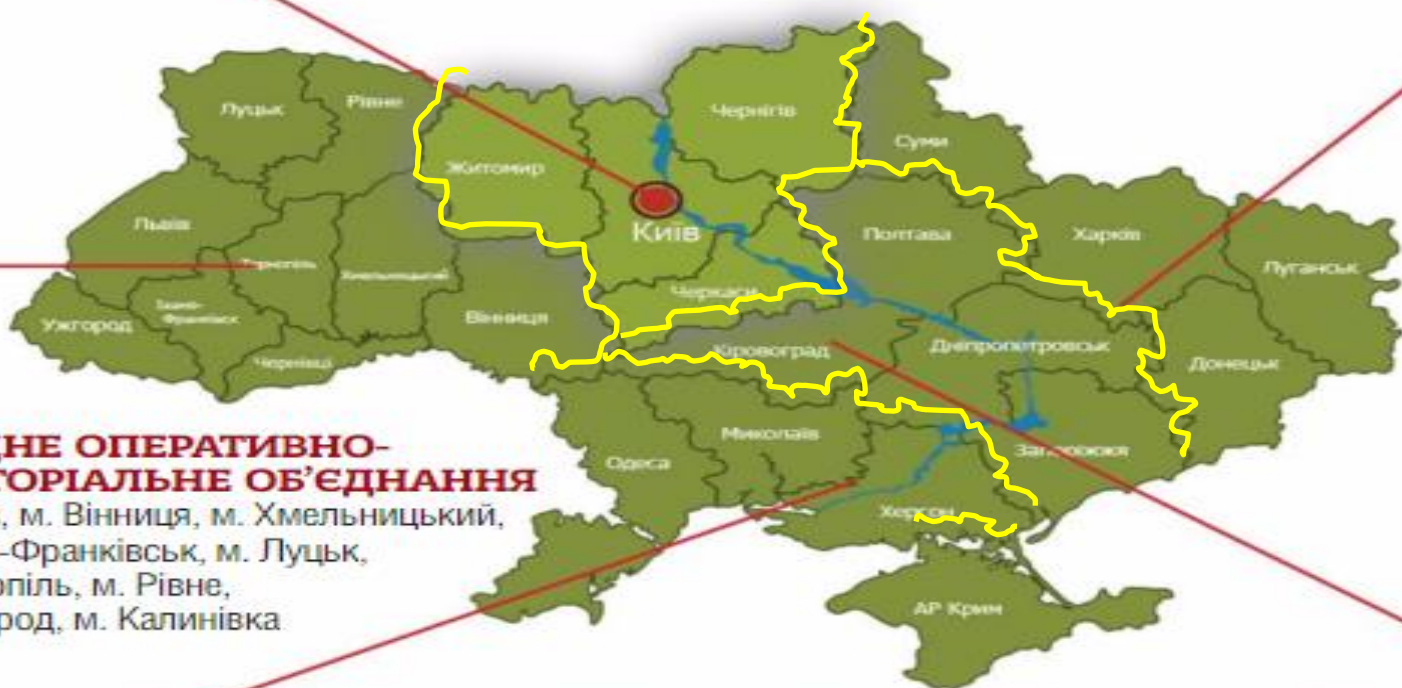 Чернігів
Луцьк
Рівне
Суми
Житомир
Львів
Київ
Полтава
Харків
Луганськ
Тернопіль
Хмельницький
Черкаси
Івано-
Франківськ
Ужгород
Вінниця
Чернівці
Кіровоград
Дніпропетровськ
Донецьк
НЕ ОПЕРАТИВНО-
ТОРІАЛЬНЕ ОБ’ЄДНАННЯ
, м. Вінниця, м. Хмельницький,
-Франківськ, м. Луцьк,
опіль, м. Рівне,
род, м. Калинівка
Миколаїв
Одеса
Запоріжжя
Херсон
АР Крим